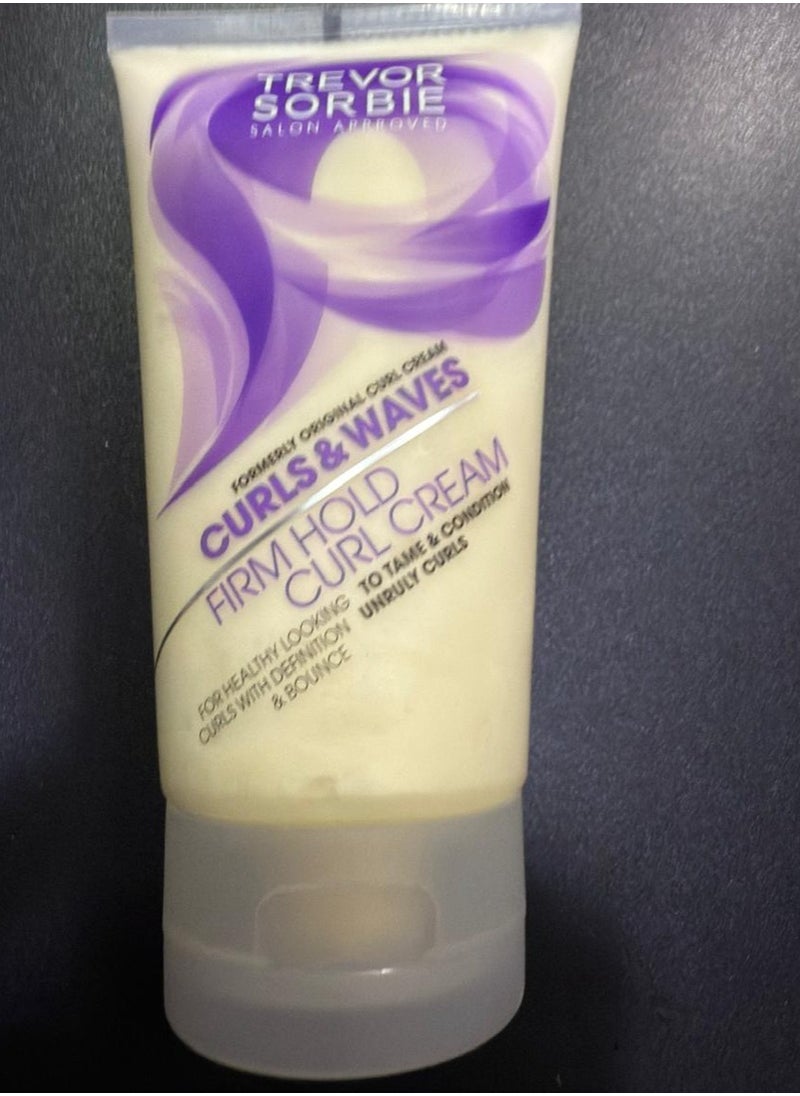 TREVOR
SORBIE
SALON APPROVED
FORMERLY ORIGINAL CURL CREAM
CURLS & WAVES
FIRM HOLD
CURL CREAM
TO TAME & CONDITION
UNRULY CURLS
FOR HEALTHY LOOKING
CURLS WITH DEFINITION
& BOUNCE